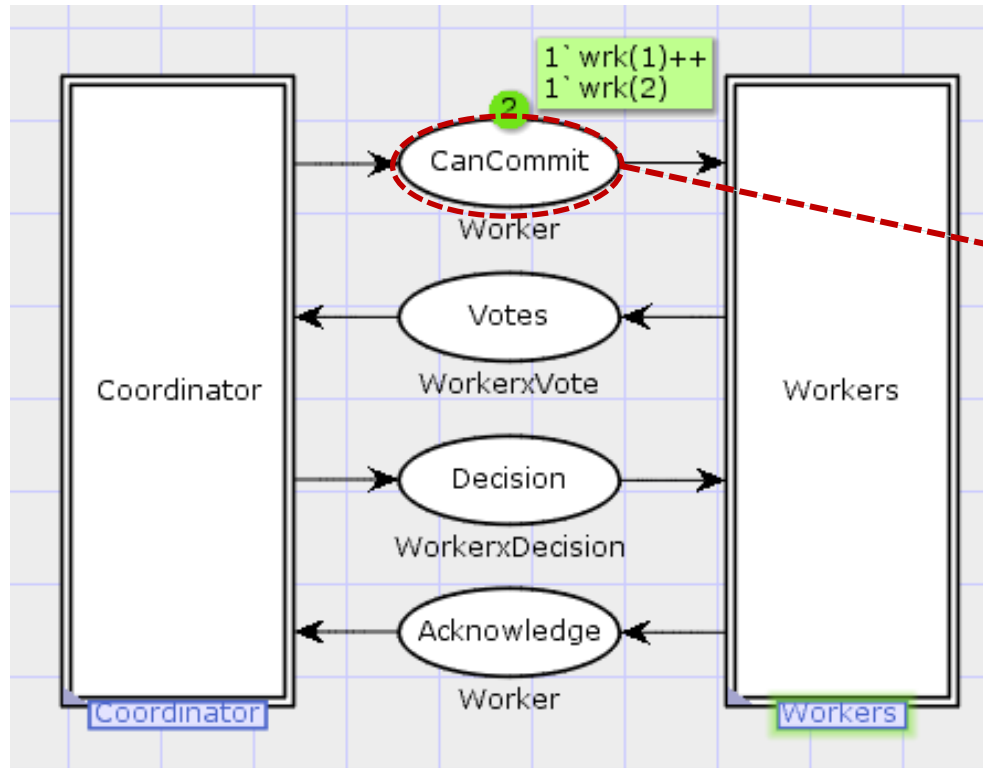 1`wrk(1)++
1`wrk(2)
2
CanCommit
Worker
Votes
WorkerxVote
Coordinator
Workers
Decision
WorkerxDecision
Acknowledge
Worker
Coordinator
Workers